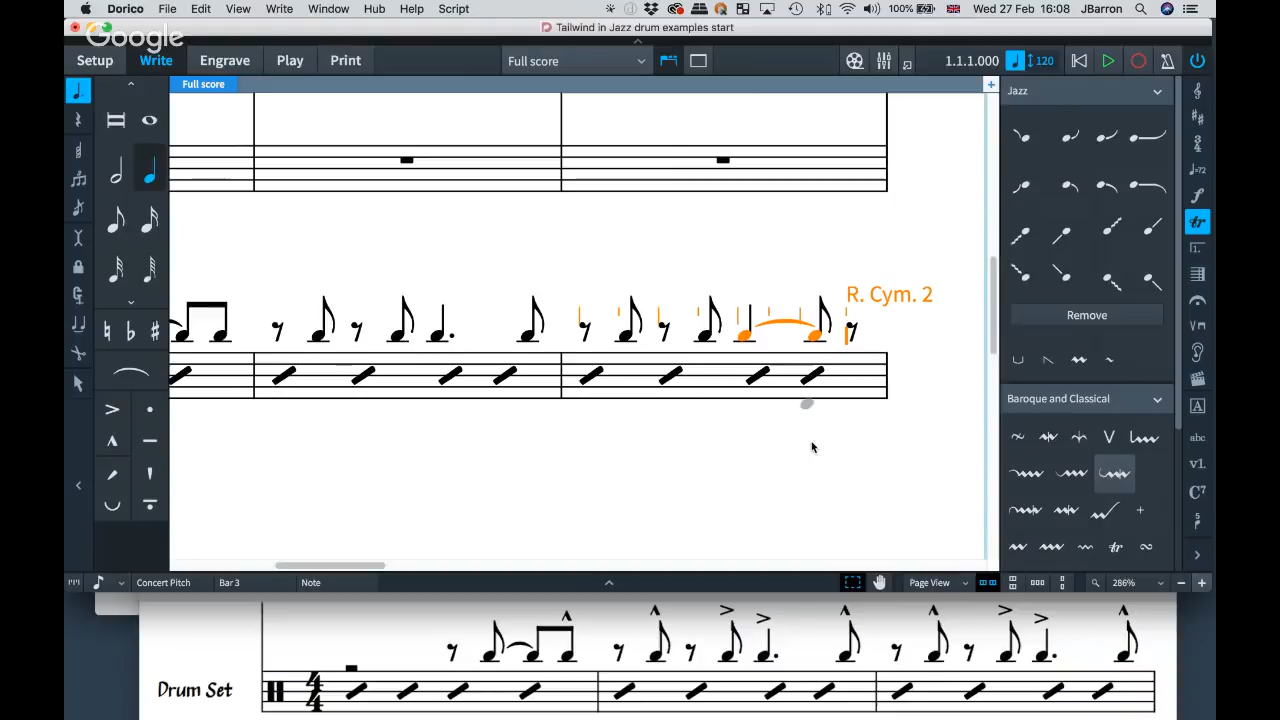 Dorico File Edit View Write Window Hub Help Script 100% Wed 27 Feb 16:08 JBarron
Tailwind in Jazz drum examples start
Google
Setup Write Engrave Play Print Full score 1.1.1.000 120
Full score
Jazz
R. Cym. 2
Remove
Baroque and Classical
Concert Pitch Bar 3 Note Page View 286%
Drum Set